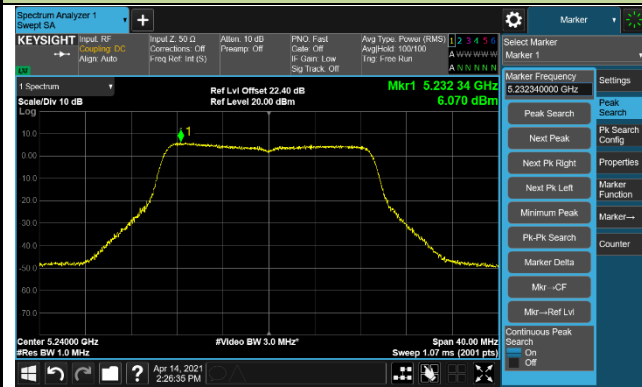 Spectrum Analyzer 1
Swept SA
Marker
KEYSIGHT
Input: RF
Coupling: DC
Align: Auto
Input Z: 50 Ω
Corrections: Off
Freq Ref: Int (S)
Atten: 10 dB
Preamp: Off
PNO: Fast
Gate: Off
IF Gain: Low
Sig Track: Off
Avg Type: Power (RMS)
Avg|Hold: 100/100
Trig: Free Run
1 2 3 4 5 6
A W W W W W
A N N N N N
Select Marker
Marker 1
1 Spectrum
Scale/Div 10 dB
Log
Ref Lvl Offset 22.40 dB
Ref Level 20.00 dBm
Mkr1 5.232 34 GHz
6.070 dBm
1
10.0
0.00
-10.0
-20.0
-30.0
-40.0
-50.0
-60.0
-70.0
Marker Frequency
5.232340000 GHz
Peak Search
Next Peak
Next Pk Right
Next Pk Left
Minimum Peak
Pk-Pk Search
Marker Delta
Mkr→CF
Mkr→Ref Lvl
Continuous Peak
Search
On
Off
Settings
Peak
Search
Pk Search
Config
Properties
Marker
Function
Marker→
Counter
Center 5.24000 GHz
#Res BW 1.0 MHz
#Video BW 3.0 MHz*
Span 40.00 MHz
Sweep 1.07 ms (2001 pts)
Apr 14, 2021
2:26:35 PM